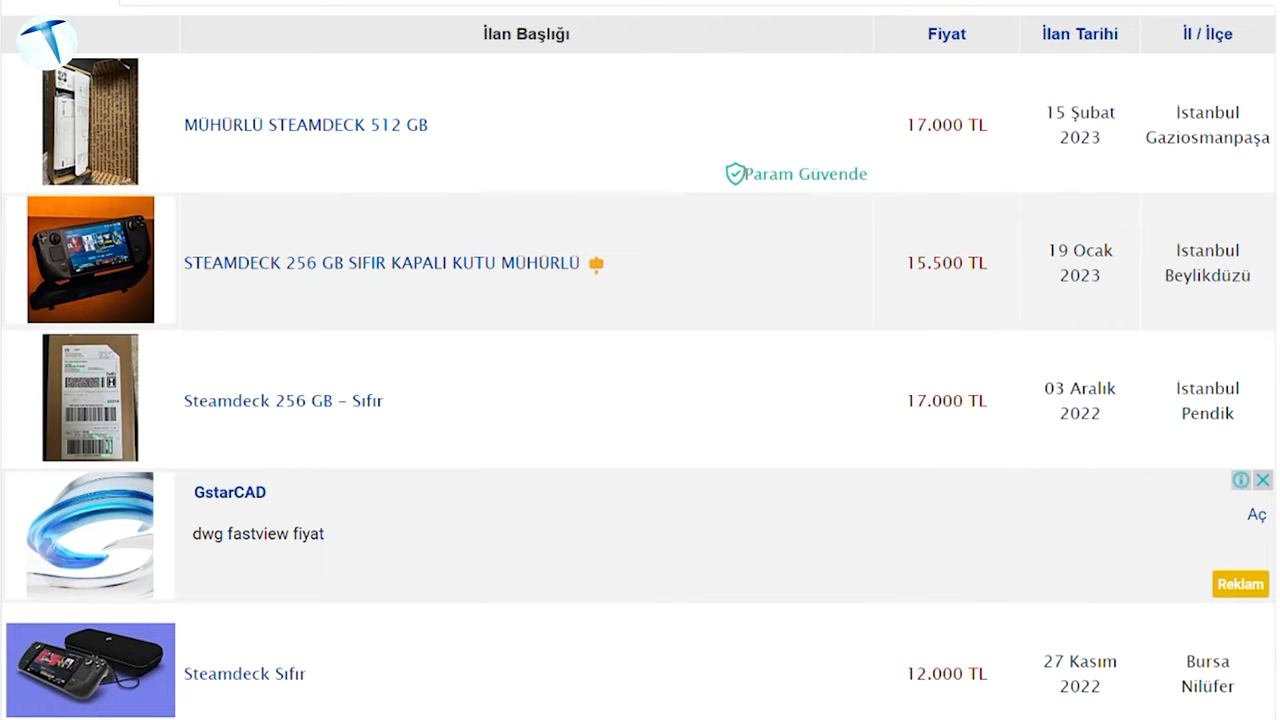 İlan Başlığı
Fiyat
İlan Tarihi
İl / İlçe
MÜHÜRLÜ STEAMDECK 512 GB
Param Güvende
17.000 TL
15 Şubat
2023
İstanbul
Gaziosmanpaşa
STEAMDECK 256 GB SIFIR KAPALI KUTU MÜHÜRLÜ
15.500 TL
19 Ocak
2023
İstanbul
Beylikdüzü
Steamdeck 256 GB – Sıfır
17.000 TL
03 Aralık
2022
İstanbul
Pendik
GstarCAD
dwg fastview fiyat
Aç
Reklam
Steamdeck Sıfır
12.000 TL
27 Kasım
2022
Bursa
Nilüfer